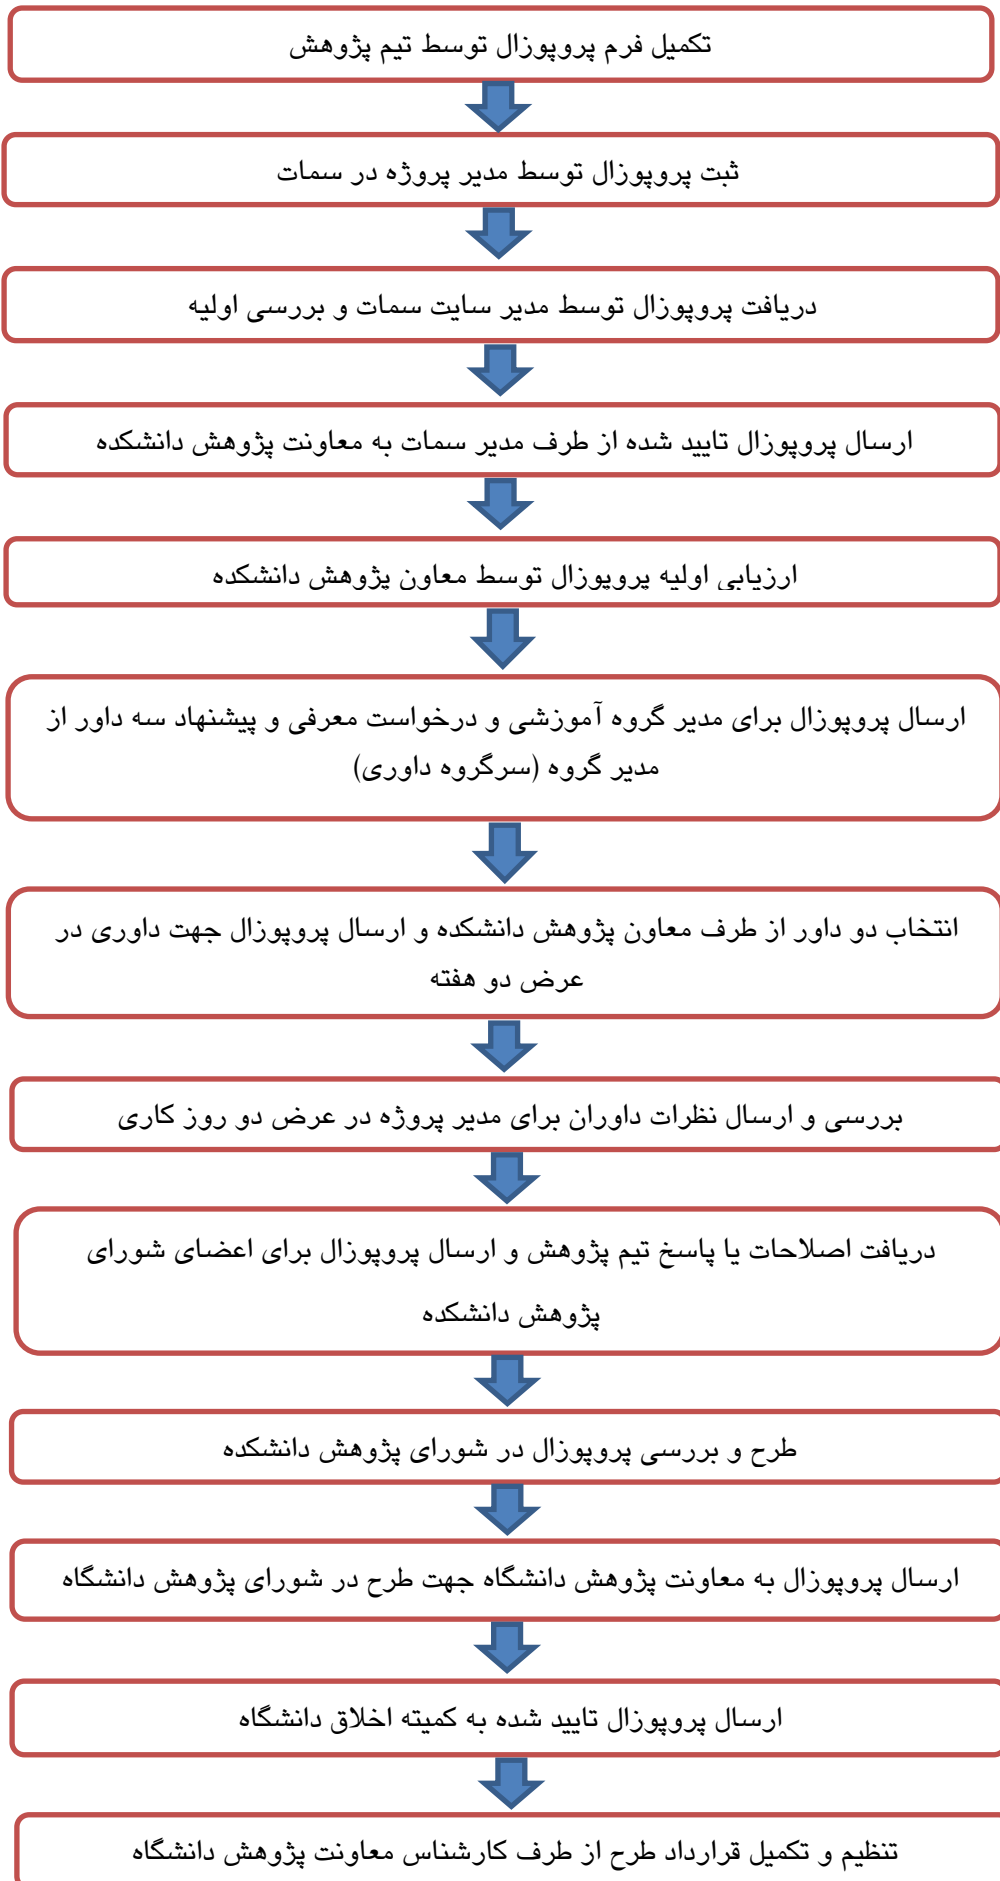 تکمیل فرم پروپوزال توسط تیم پژوهش
ثبت پروپوزال توسط مدیر پروژه در سمات
دریافت پروپوزال توسط مدیر سایت سمات و بررسی اولیه
ارسال پروپوزال تایید شده از طرف مدیر سمات به معاونت پژوهش دانشکده
ارزیابی اولیه پروپوزال توسط معاون پژوهش دانشکده
ارسال پروپوزال برای مدیر گروه آموزشی و درخواست معرفی و پیشنهاد سه داور از
مدیر گروه (سرگروه داوری)
انتخاب دو داور از طرف معاون پژوهش دانشکده و ارسال پروپوزال جهت داوری در
عرض دو هفته
بررسی و ارسال نظرات داوران برای مدیر پروژه در عرض دو روز کاری
دریافت اصلاحات یا پاسخ تیم پژوهش و ارسال پروپوزال برای اعضای شورای
پژوهش دانشکده
طرح و بررسی پروپوزال در شورای پژوهش دانشکده
ارسال پروپوزال به معاونت پژوهش دانشگاه جهت طرح در شورای پژوهش دانشگاه
ارسال پروپوزال تایید شده به کمیته اخلاق دانشگاه
تنظیم و تکمیل قرارداد طرح از طرف کارشناس معاونت پژوهش دانشگاه